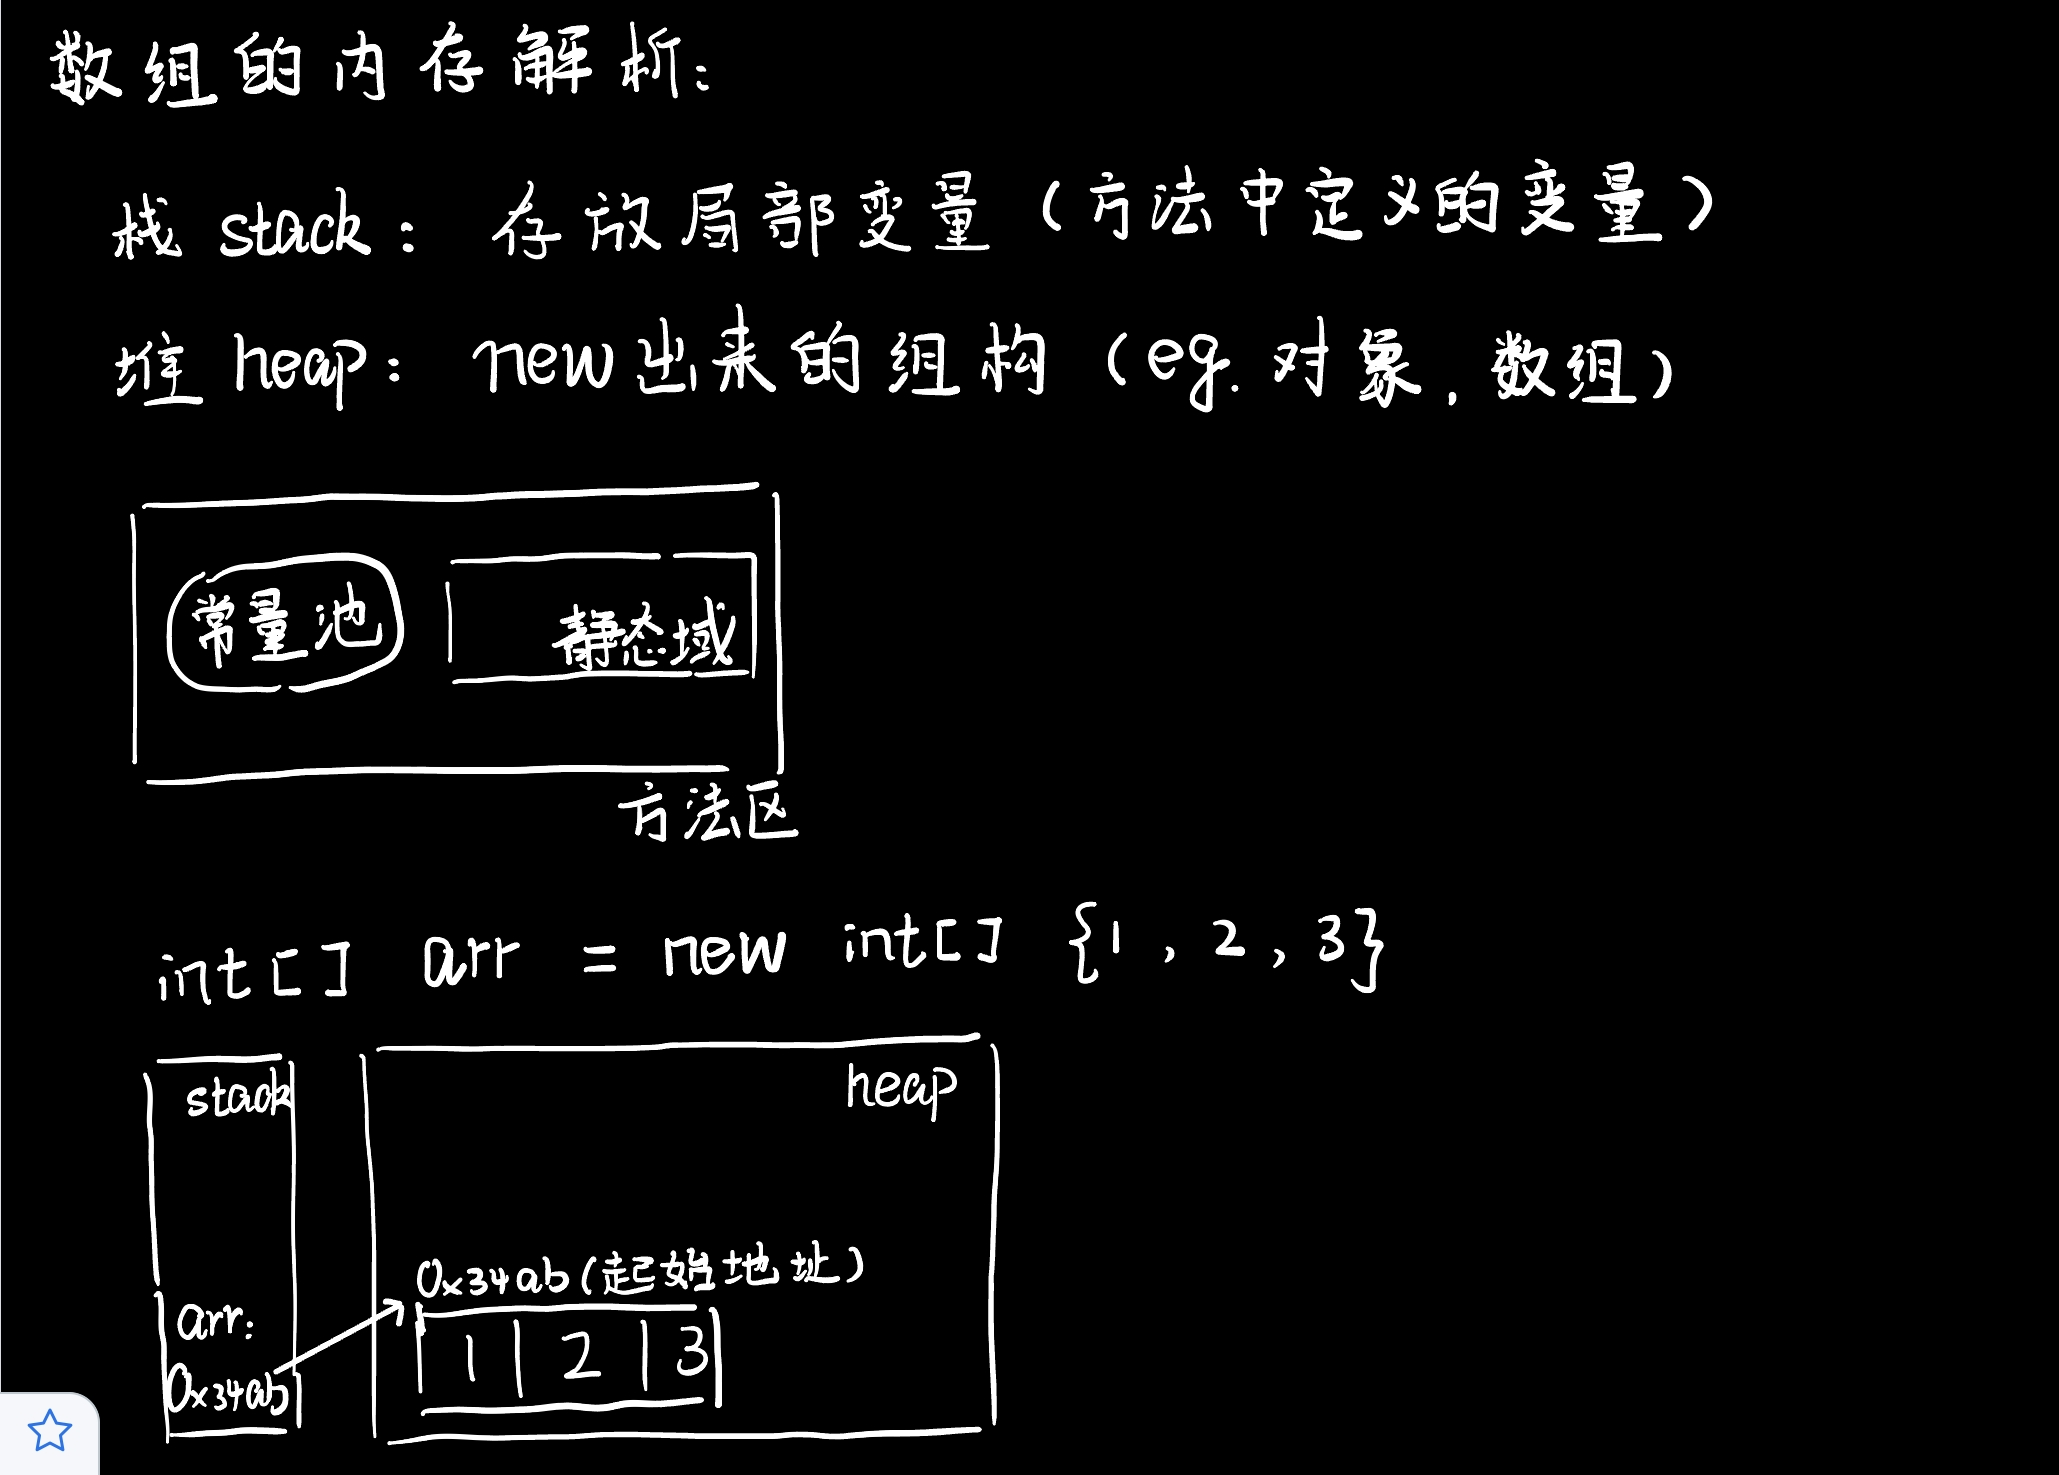 数组的内存解析:
栈 stack: 存放局部变量 (方法中定义的变量)
堆 heap: new出来的组构 (eg. 对象, 数组)
常量池 静态域
方法区
int[] arr = new int[] {1, 2, 3}
stack heap
0x34ab(起始地址)
arr:
1 2 3
0x34ab